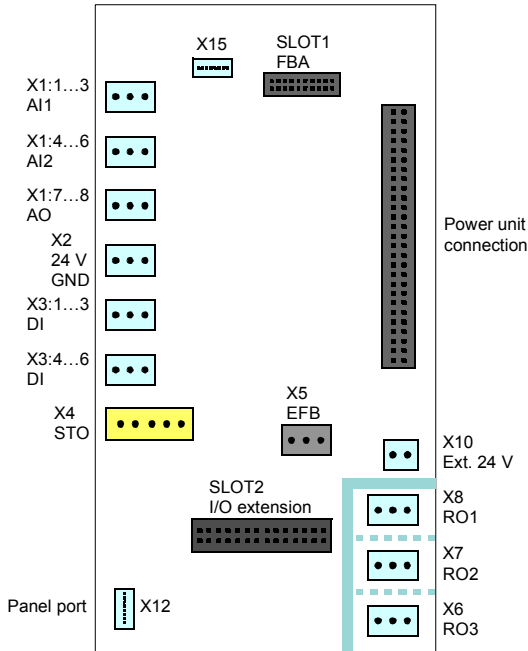 X15
SLOT1
FBA
X1:1...3
AI1
X1:4...6
AI2
X1:7...8
AO
X2
24 V
GND
X3:1...3
DI
X3:4...6
DI
X4
STO
Power unit
connection
X5
EFB
X10
Ext. 24 V
SLOT2
I/O extension
X8
RO1
X7
RO2
X6
RO3
Panel port
X12